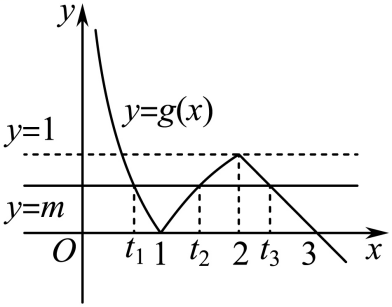 y
y=g(x)
y=1
y=m
O t₁ 1 t₂ 2 t₃ 3 x